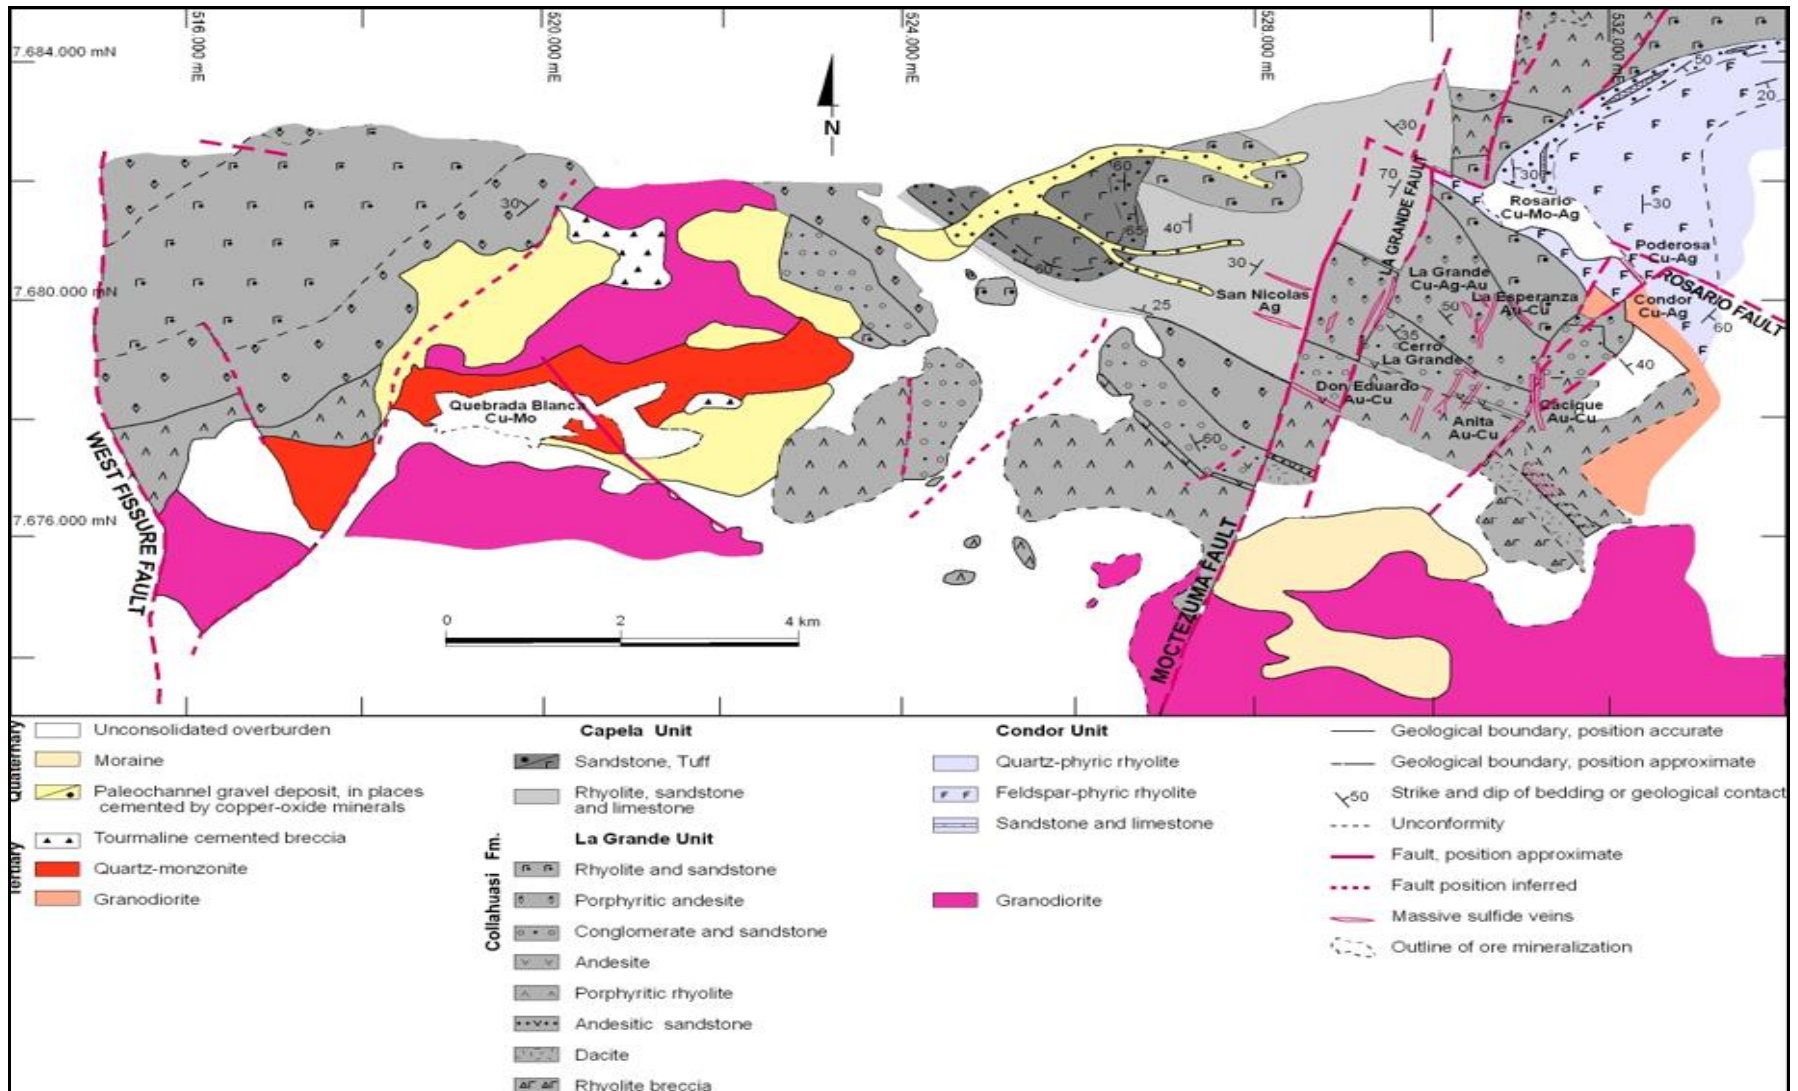 516.000 mE
520.000 mE
524.000 mE
528.000 mE
532.000 mE
7.684.000 mN
7.680.000 mN
7.676.000 mN
N
30
30
60
65
60
40
30
25
30
70
30
50
20
30
60
40
50
35
60
Rosario
Cu-Mo-Ag
Poderosa
Cu-Ag
ROSARIO FAULT
Condor
Cu-Ag
LA GRANDE FAULT
La Grande
Cu-Ag-Au
La Esperanza
Au-Cu
San Nicolas
Ag
Cerro
La Grande
Don Eduardo
Au-Cu
Anita
Au-Cu
Cacique
Au-Cu
Quebrada Blanca
Cu-Mo
WEST FISSURE FAULT
MOCTEZUMA FAULT
0 2 4 km
Quaternary
Unconsolidated overburden
Moraine
Paleochannel gravel deposit, in places
cemented by copper-oxide minerals
Tertiary
Tourmaline cemented breccia
Quartz-monzonite
Granodiorite
Collahuasi Fm.
Capela Unit
Sandstone, Tuff
Rhyolite, sandstone
and limestone
La Grande Unit
Rhyolite and sandstone
Porphyritic andesite
Conglomerate and sandstone
Andesite
Porphyritic rhyolite
Andesitic sandstone
Dacite
Rhyolite breccia
Condor Unit
Quartz-phyric rhyolite
Feldspar-phyric rhyolite
Sandstone and limestone
Granodiorite
Geological boundary, position accurate
Geological boundary, position approximate
50
Strike and dip of bedding or geological contact
Unconformity
Fault, position approximate
Fault position inferred
Massive sulfide veins
Outline of ore mineralization